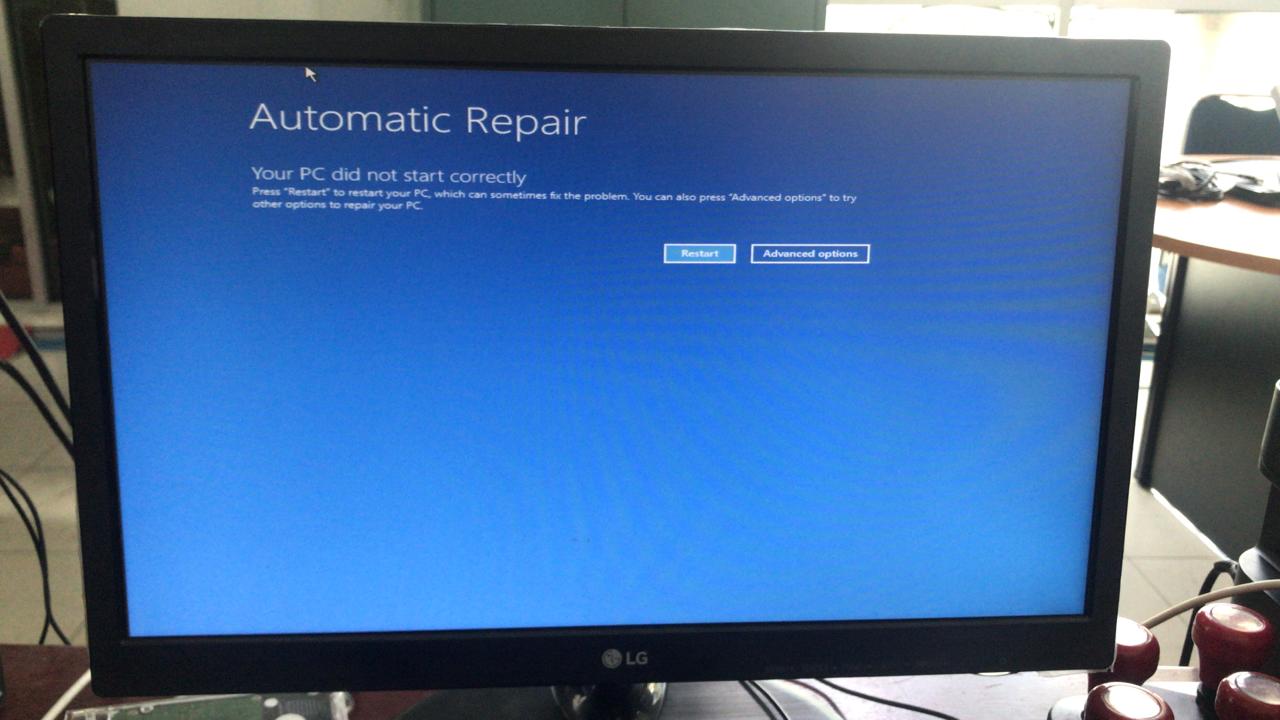 Automatic Repair
Your PC did not start correctly
Press "Restart" to restart your PC, which can sometimes fix the problem. You can also press "Advanced options" to try
other options to repair your PC.
Restart
Advanced options
LG